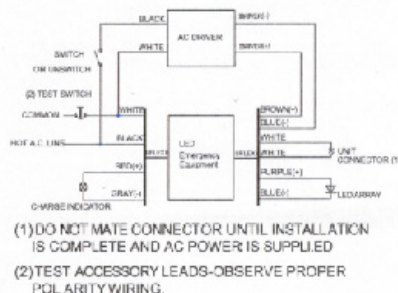 BLACK
AC DRIVER
WHITE
SWITCH
OR UNSWITCH
(2) TEST SWITCH
COMMON
WHITE
BROWN(-)
BLUE(-)
HOT A.C. LINE
BLACK
LED
Emergency
Equipment
WHITE
WHITE
UNIT
CONNECTOR (1
RED(+)
PURPLE(+)
GRAY(-)
BLUE(-)
LED ARRAY
CHARGE INDICATOR
(1) DO NOT MATE CONNECTOR UNTIL INSTALLATION
IS COMPLETE AND AC POWER IS SUPPLIED
(2) TEST ACCESSORY LEADS-OBSERVE PROPER
POLARITY WIRING.